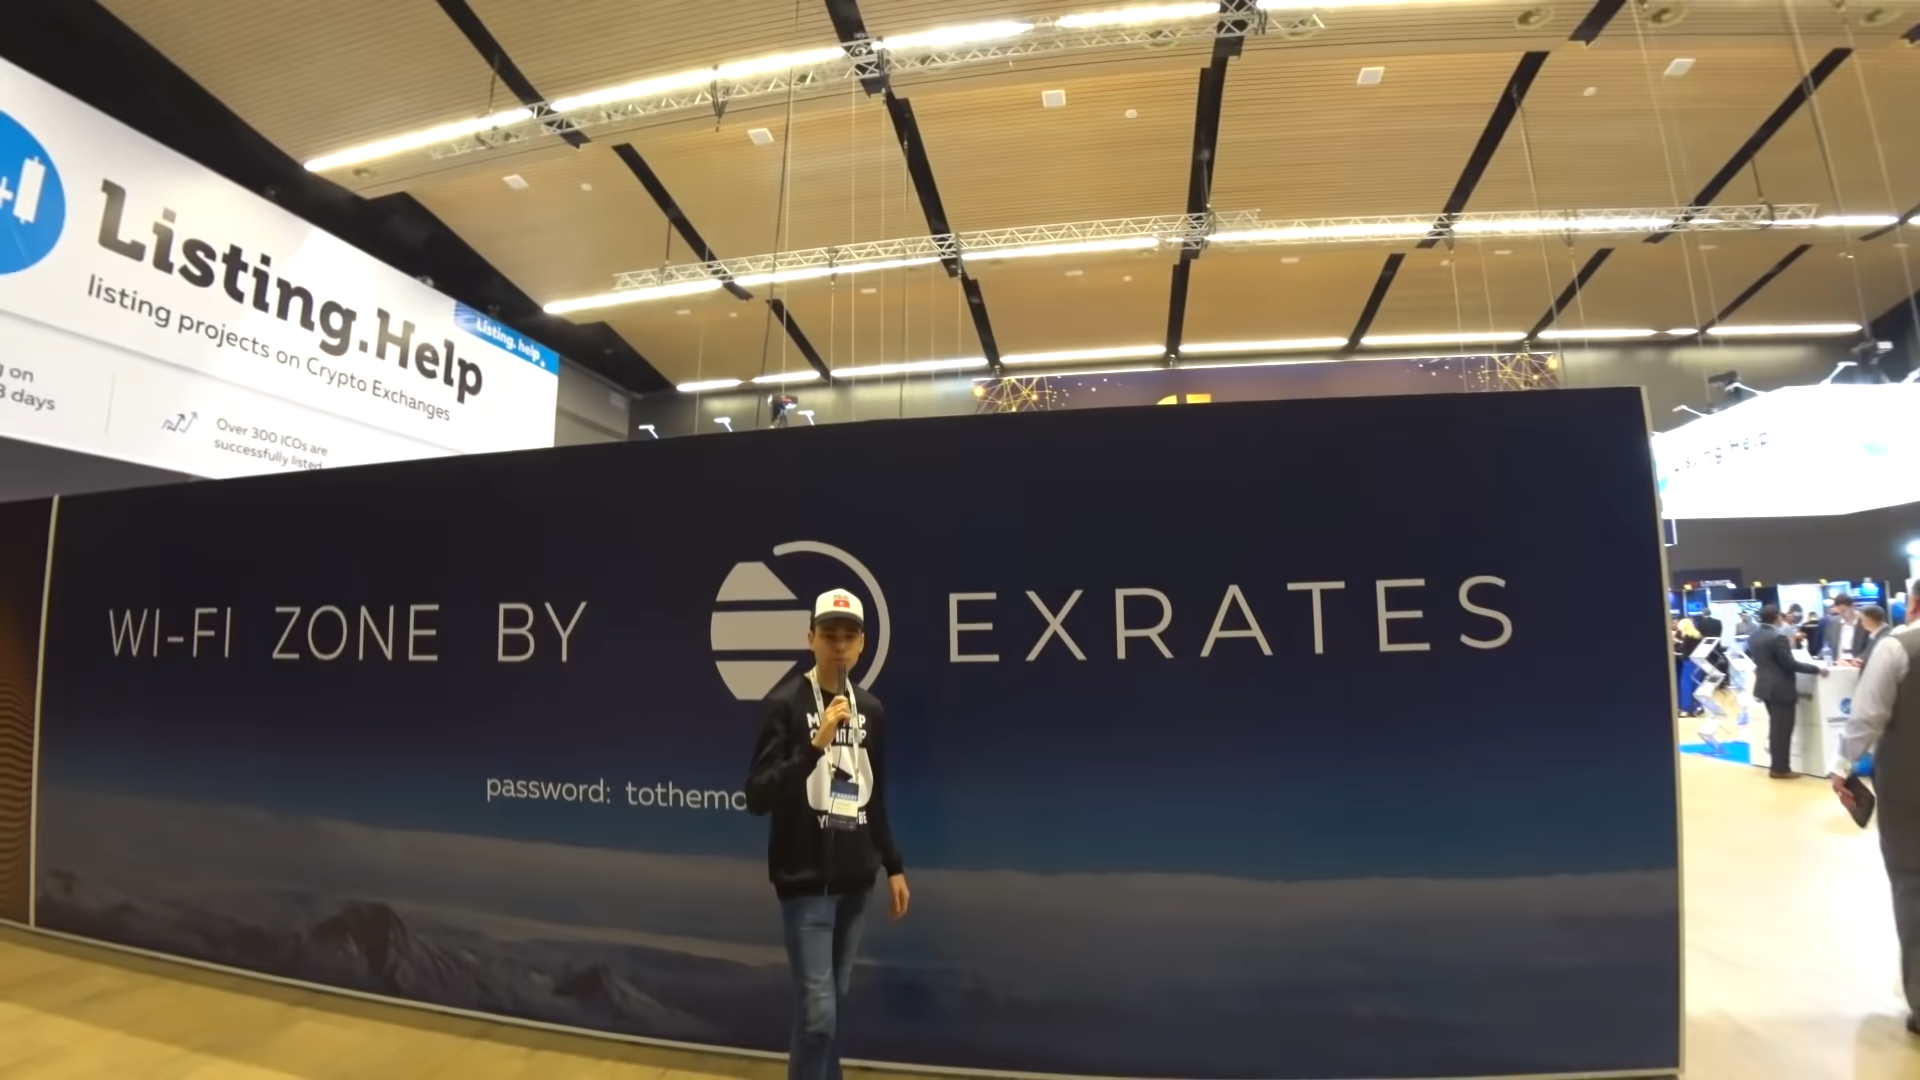 Listing.Help
listing projects on Crypto Exchanges
Listing.help
on
3 days
Over 300 ICOs are
successfully listed
WI-FI ZONE BY EXRATES
password: tothemo